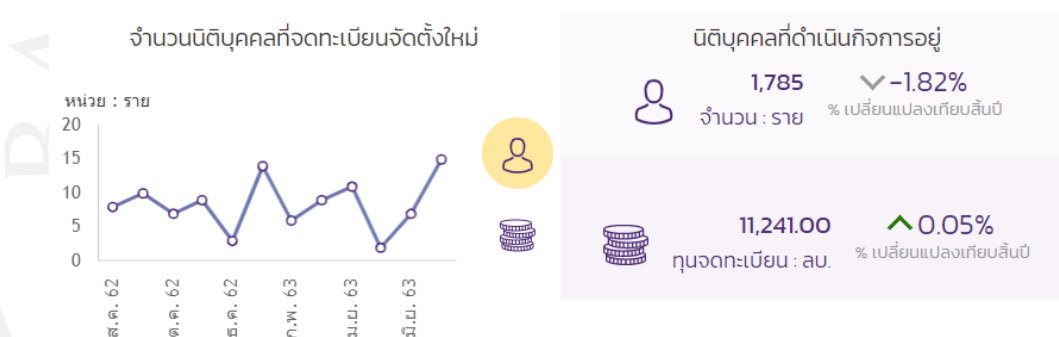 จำนวนนิติบุคคลที่จดทะเบียนจัดตั้งใหม่
หน่วย : ราย
20
15
10
5
0
ส.ค. 62
ต.ค. 62
ธ.ค. 62
ก.พ. 63
เม.ย. 63
มิ.ย. 63
นิติบุคคลที่ดำเนินกิจการอยู่
1,785
-1.82%
จำนวน : ราย
% เปลี่ยนแปลงเทียบสิ้นปี
11,241.00
0.05%
ทุนจดทะเบียน : ลบ.
% เปลี่ยนแปลงเทียบสิ้นปี